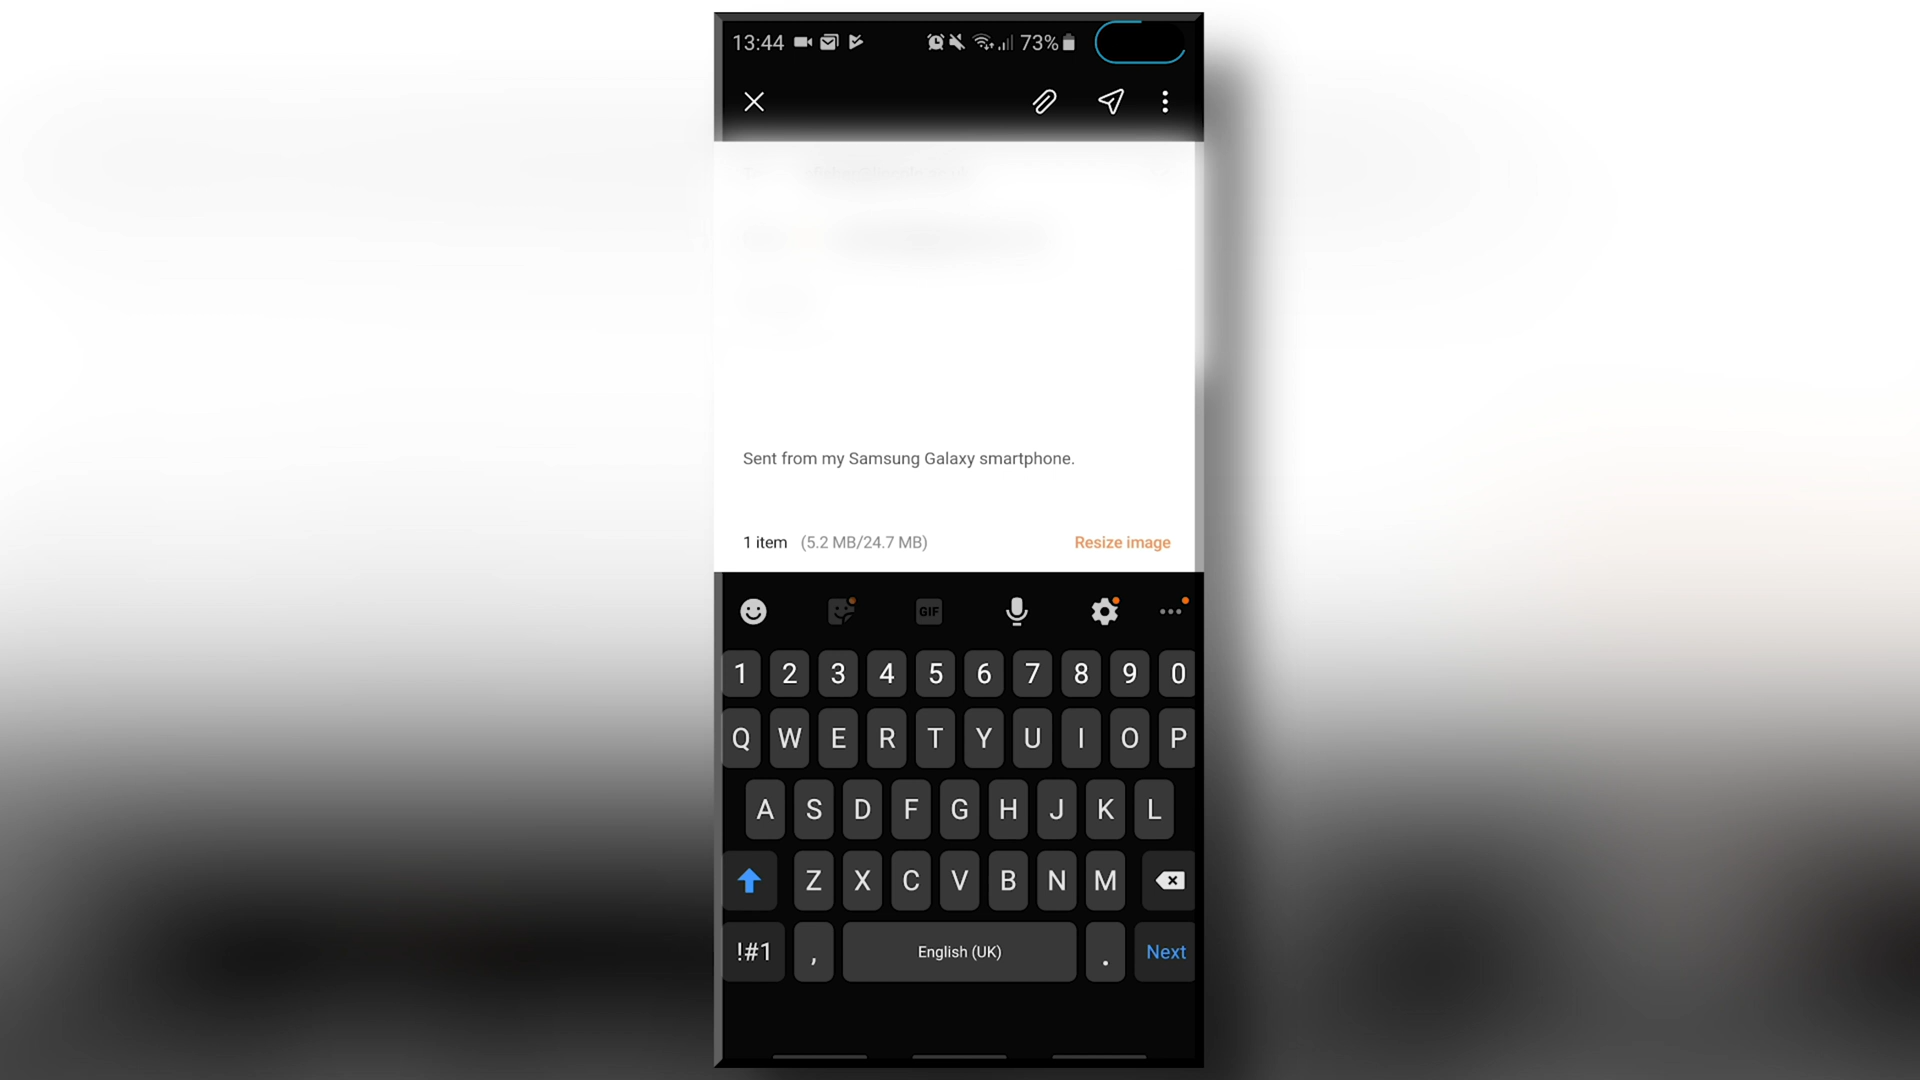 13:44 73%
Sent from my Samsung Galaxy smartphone.
1 item (5.2 MB/24.7 MB) Resize image
GIF
1 2 3 4 5 6 7 8 9 0
Q W E R T Y U I O P
A S D F G H J K L
Z X C V B N M
!#1 , English (UK) . Next